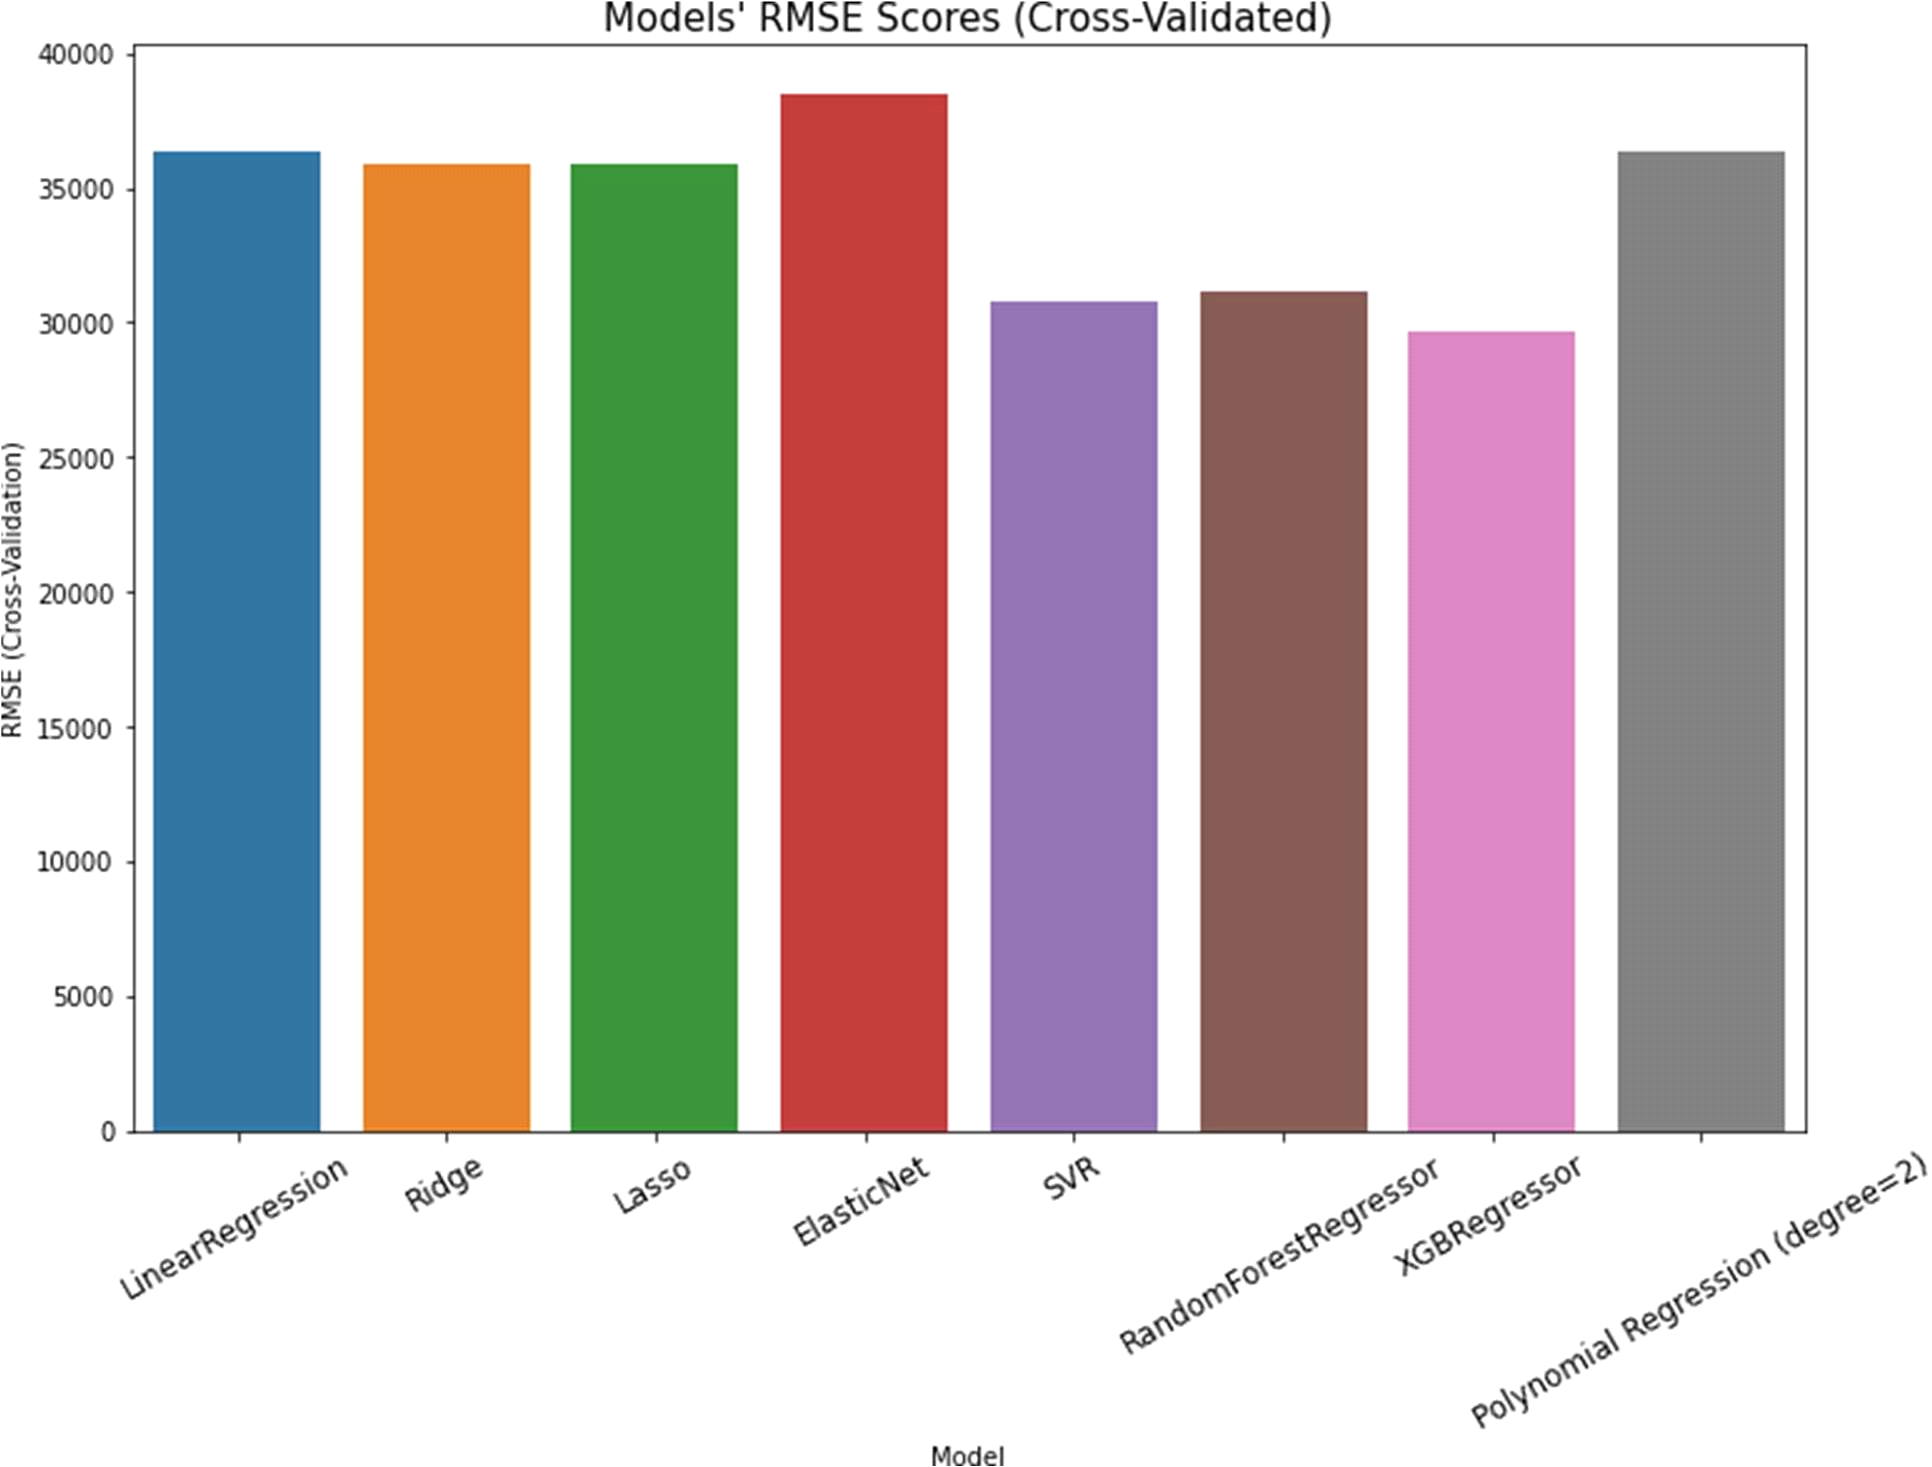 Models' RMSE Scores (Cross-Validated)
RMSE (Cross-Validation)
40000
35000
30000
25000
20000
15000
10000
5000
0
LinearRegression
Ridge
Lasso
ElasticNet
SVR
RandomForestRegressor
XGBRegressor
Polynomial Regression (degree=2)
Model